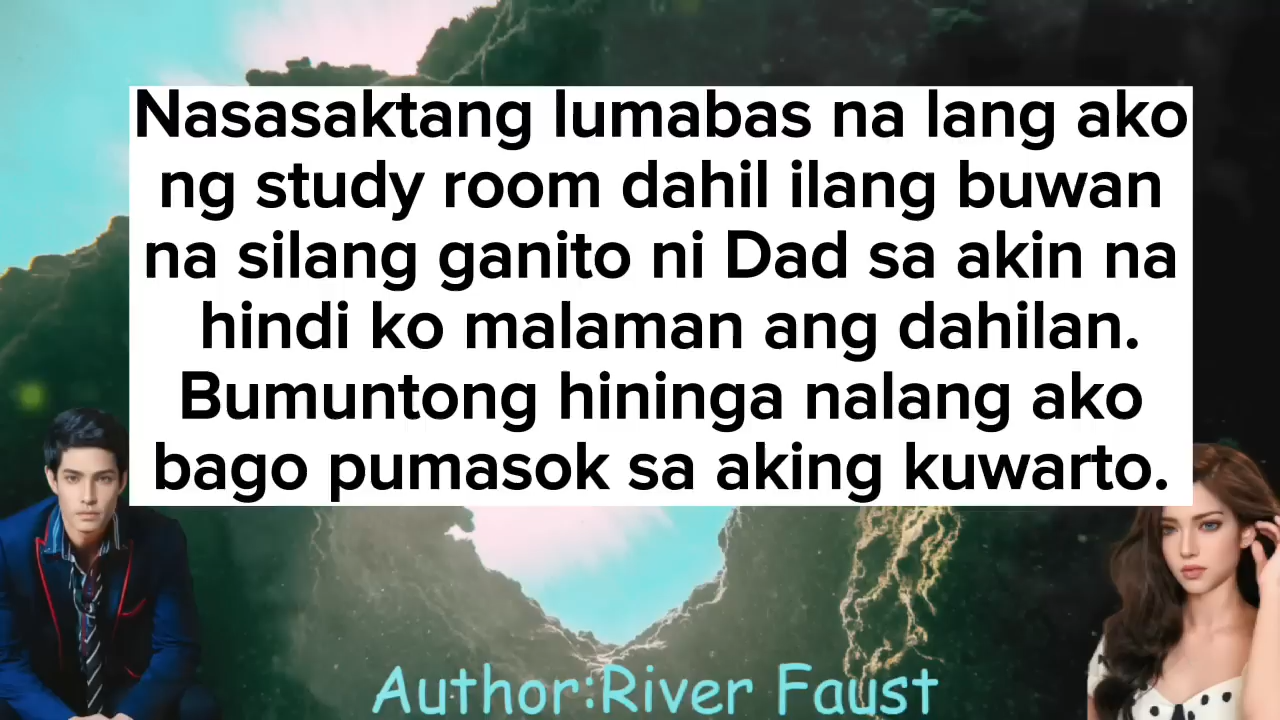 Nasasaktang lumabas na lang ako
ng study room dahil ilang buwan
na silang ganito ni Dad sa akin na
hindi ko malaman ang dahilan.
Bumuntong hininga nalang ako
bago pumasok sa aking kuwarto.
Author:River Faust